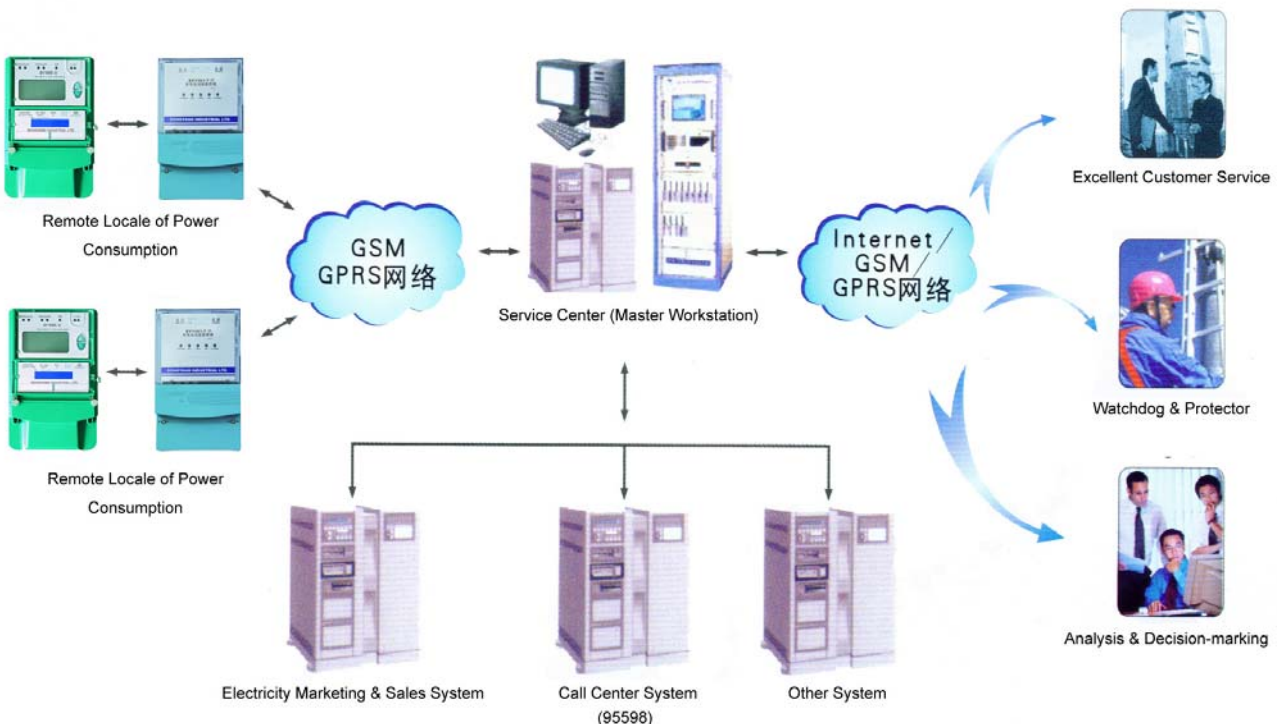 Remote Locale of Power
Consumption
Remote Locale of Power
Consumption
GSM
GPRS网络
Service Center (Master Workstation)
Internet/
GSM/
GPRS网络
Excellent Customer Service
Watchdog & Protector
Analysis & Decision-marking
Electricity Marketing & Sales System
Call Center System
(95598)
Other System